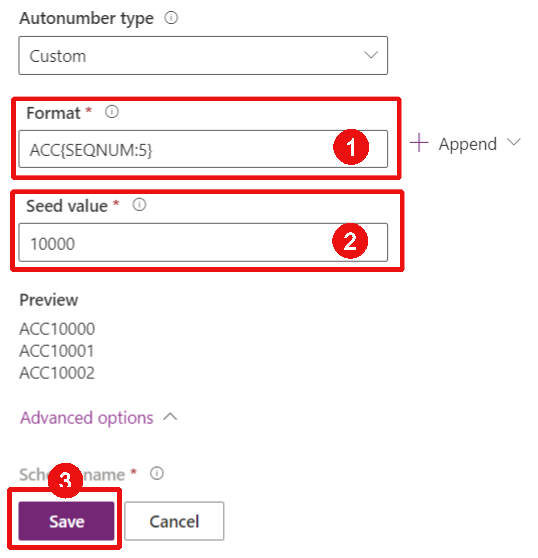 Autonumber type
Custom
Format *
ACC{SEQNUM:5}
1
+ Append
Seed value *
10000
2
Preview
ACC10000
ACC10001
ACC10002
Advanced options
name *
3
Save
Cancel